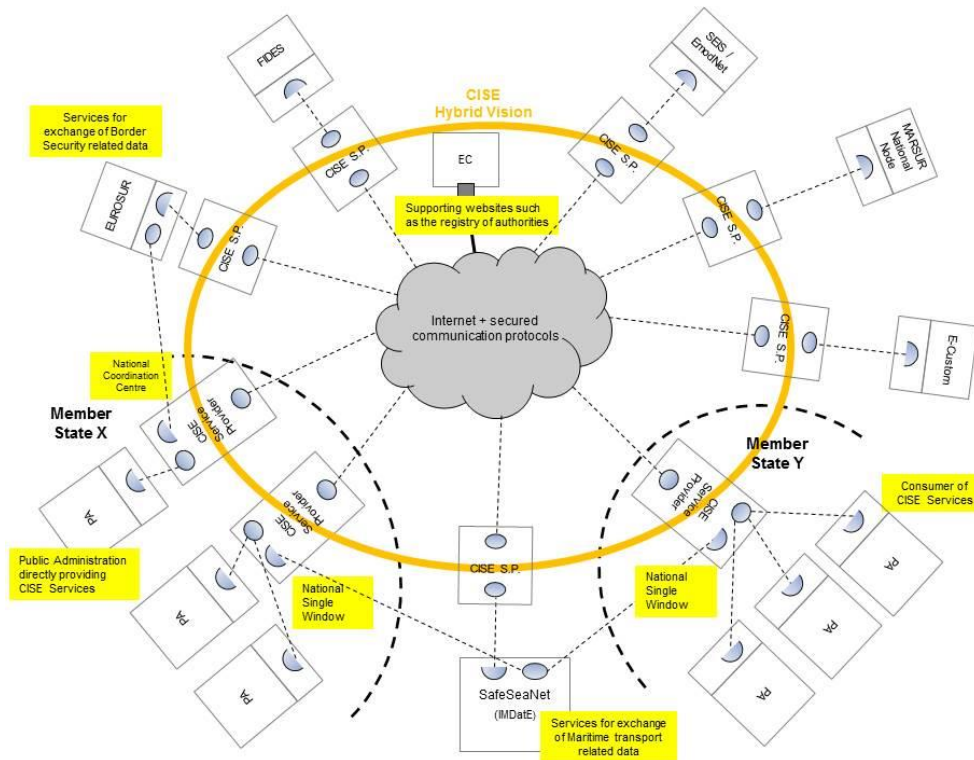 FIDES
CISE S.P.
CISE
Hybrid Vision
EC
SEIS /
EmodNet
CISE S.P.
MARSUR
National
Node
CISE S.P.
Services for
exchange of Border
Security related data
EUROSUR
CISE S.P.
Supporting websites such
as the registry of authorities
Internet + secured
communication protocols
CISE S.P.
E-Custom
National
Coordination
Centre
Member
State X
CISE
Service
Provider
PA
Public Administration
directly providing
CISE Services
CISE
Service
Provider
PA
PA
National
Single
Window
CISE S.P.
SafeSeaNet
(IMDatE)
Services for exchange
of Maritime transport
related data
Member
State Y
CISE
Service
Provider
National
Single
Window
Consumer of
CISE Services
PA
PA
PA